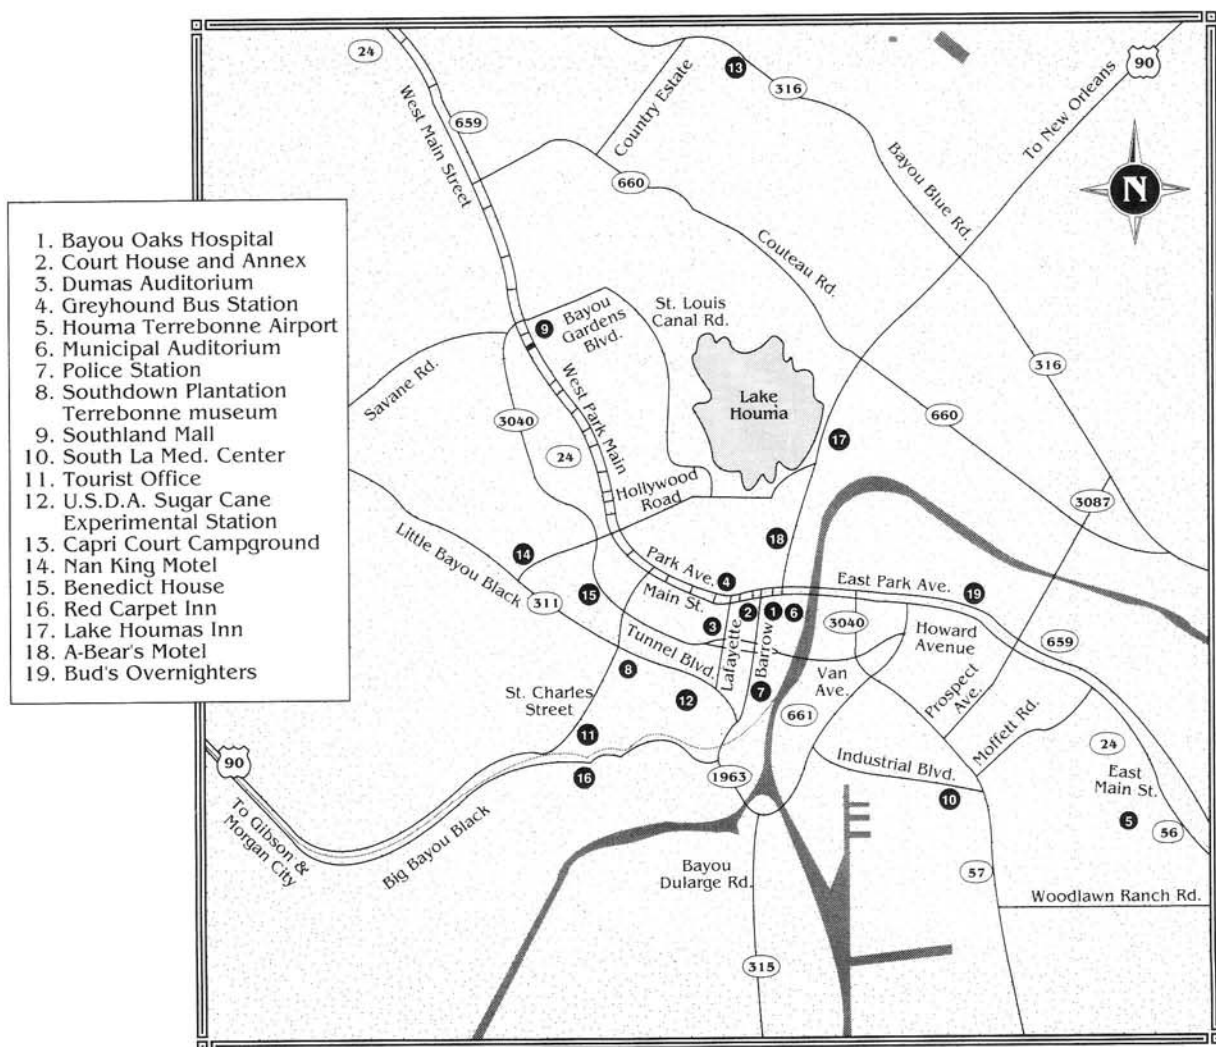 1. Bayou Oaks Hospital
2. Court House and Annex
3. Dumas Auditorium
4. Greyhound Bus Station
5. Houma Terrebonne Airport
6. Municipal Auditorium
7. Police Station
8. Southdown Plantation
Terrebonne museum
9. Southland Mall
10. South La Med. Center
11. Tourist Office
12. U.S.D.A. Sugar Cane
Experimental Station
13. Capri Court Campground
14. Nan King Motel
15. Benedict House
16. Red Carpet Inn
17. Lake Houmas Inn
18. A-Bear's Motel
19. Bud's Overnighters
24
West Main Street
659
Country Estate
13
316
To New Orleans
90
N
660
Bayou Blue Rd.
Couteau Rd.
9
Bayou
Gardens
Blvd.
St. Louis
Canal Rd.
Savane Rd.
3040
24
West Park Main
Lake
Houma
316
660
17
Hollywood
Road
3087
Little Bayou Black
14
311
15
18
Park Ave.
4
Main St.
East Park Ave.
19
3
2
1
6
3040
Howard
Avenue
659
Tunnel Blvd.
Lafayette
Barrow
Van
Ave.
8
12
7
661
Prospect
Ave.
Moffett Rd.
St. Charles
Street
11
16
1963
Industrial Blvd.
10
24
East
Main St.
5
56
90
To Gibson &
Morgan City
Big Bayou Black
Bayou
Dularge Rd.
57
Woodlawn Ranch Rd.
315